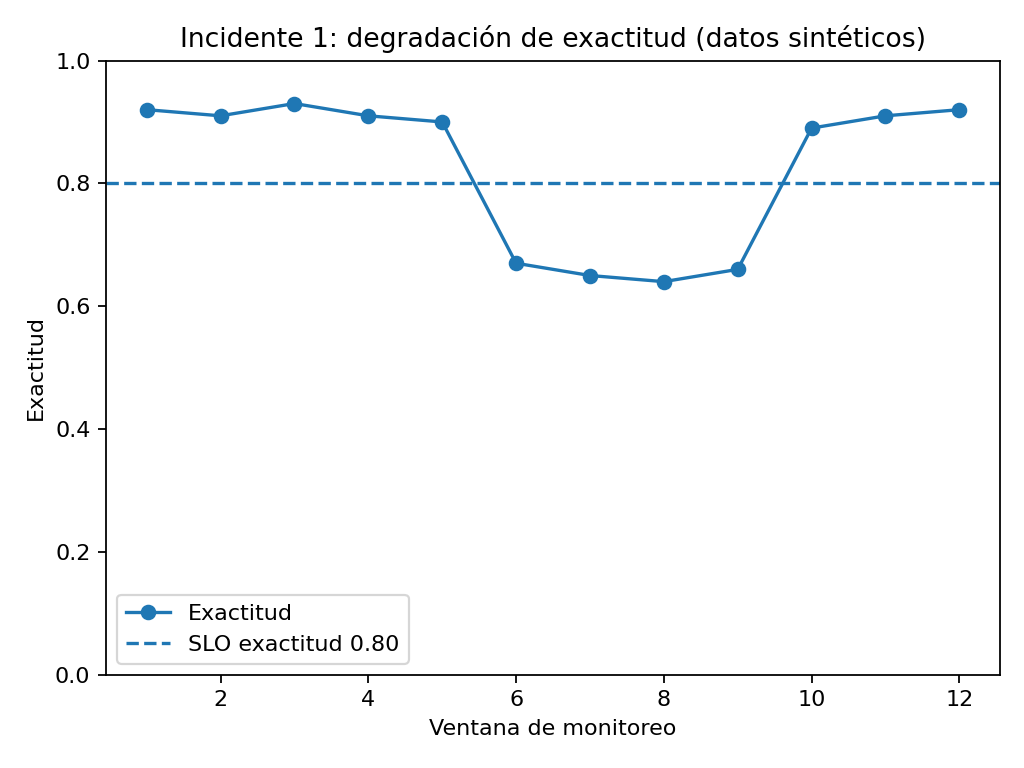 Incidente 1: degradación de exactitud (datos sintéticos)
1.0
0.8
0.6
0.4
0.2
0.0
Exactitud
Exactitud
SLO exactitud 0.80
2 4 6 8 10 12
Ventana de monitoreo